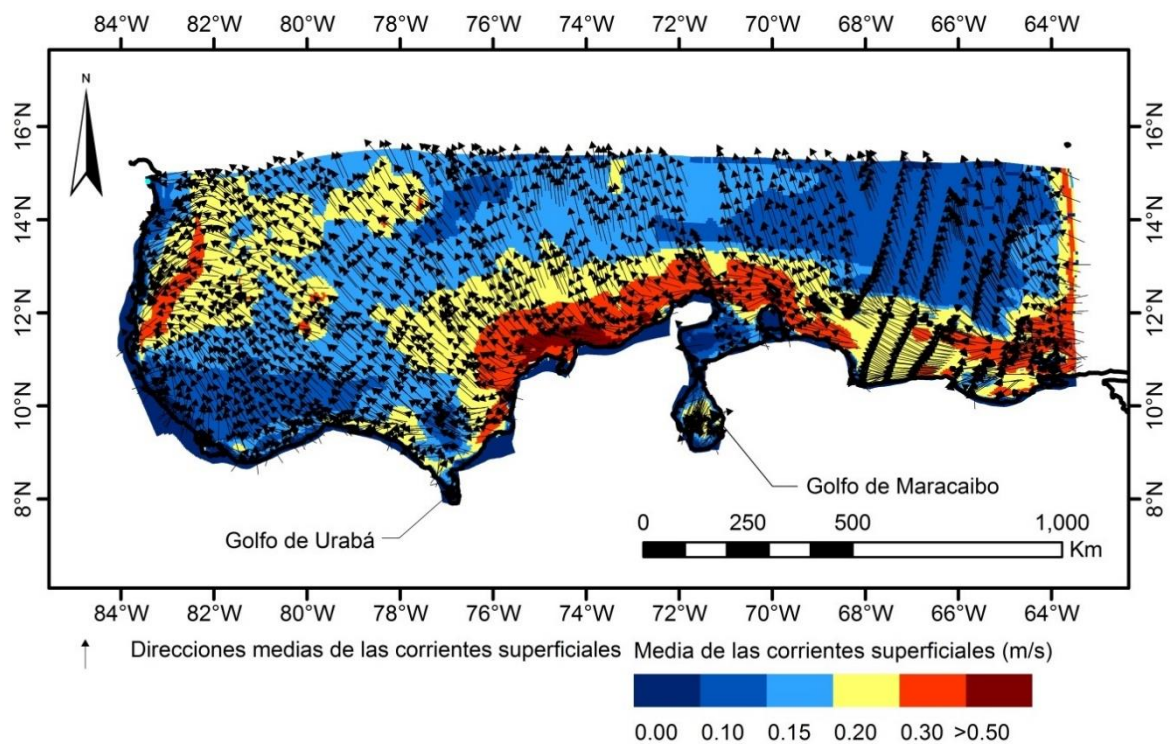 84°W 82°W 80°W 78°W 76°W 74°W 72°W 70°W 68°W 66°W 64°W
N
16°N 16°N
14°N 14°N
12°N 12°N
10°N 10°N
8°N 8°N
Golfo de Maracaibo
Golfo de Urabá
0 250 500 1,000
Km
84°W 82°W 80°W 78°W 76°W 74°W 72°W 70°W 68°W 66°W 64°W
Direcciones medias de las corrientes superficiales
Media de las corrientes superficiales (m/s)
0.00 0.10 0.15 0.20 0.30 >0.50